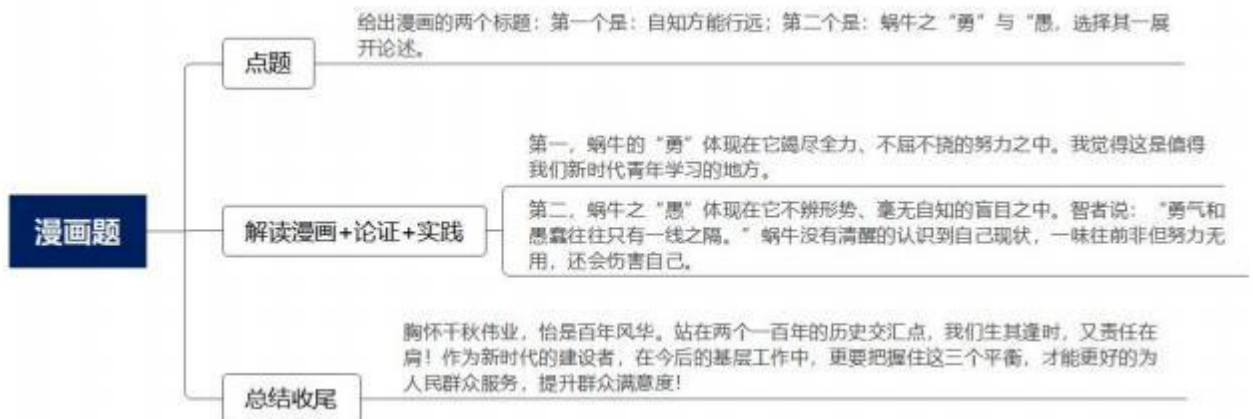 给出漫画的两个标题：第一个是：自知方能行远；第二个是：蜗牛之“勇”与“愚，选择其一展
开论述。
点题
第一，蜗牛的“勇”体现在它竭尽全力、不屈不挠的努力之中。我觉得这是值得
我们新时代青年学习的地方。
漫画题
解读漫画+论证+实践
第二，蜗牛之“愚”体现在它不辨形势、毫无自知的盲目之中。智者说：“勇气和
愚蠢往往只有一线之隔。”蜗牛没有清醒的认识到自己现状，一味往前非但努力无
用，还会伤害自己。
胸怀千秋伟业，恰是百年风华。站在两个一百年的历史交汇点，我们生其逢时，又责任在
肩！作为新时代的建设者，在今后的基层工作中，更要把握住这三个平衡，才能更好的为
人民群众服务，提升群众满意度！
总结收尾